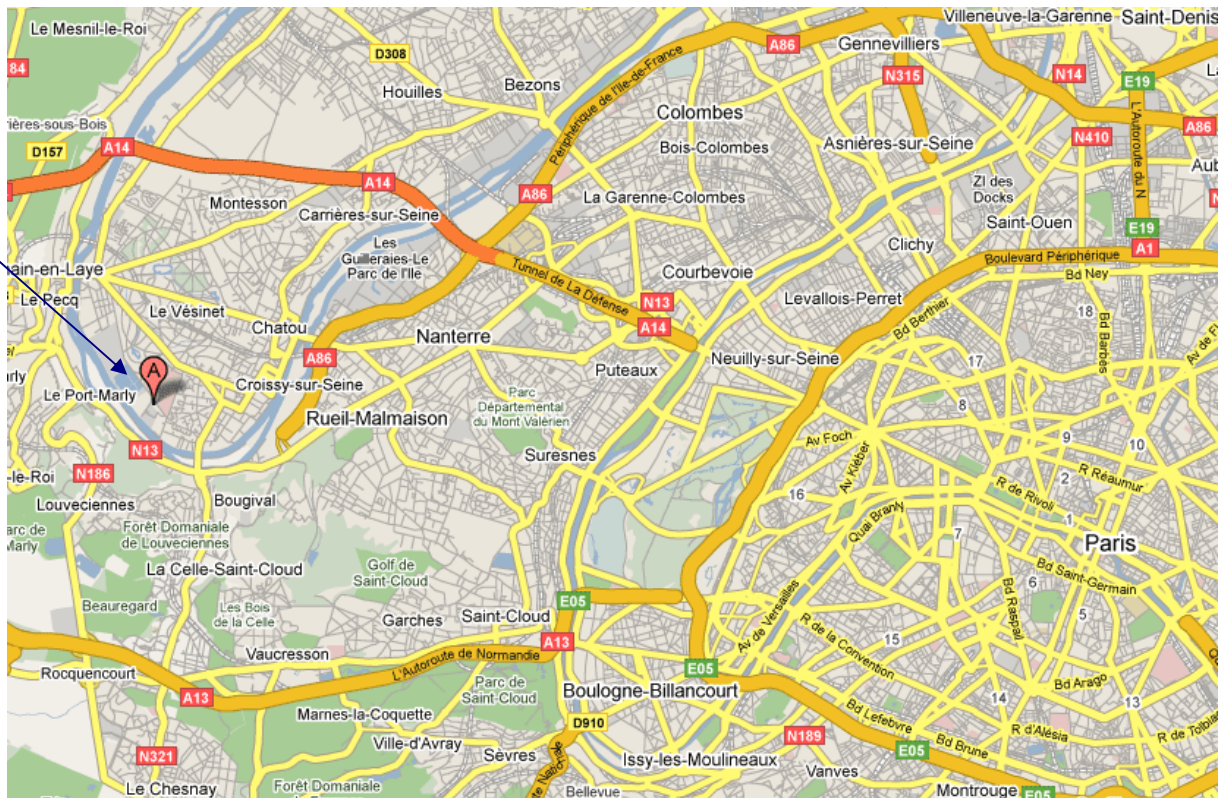 Le Mesnil-le-Roi
Villeneuve-la-Garenne
Saint-Denis
D308
A86
Gennevilliers
N315
N14
E19
84
Houilles
Bezons
Périphérique de l'Ile-de-France
Colombes
L'Autoroute du N
rières-sous-Bois
A14
D157
Bois-Colombes
Asnières-sur-Seine
N410
A86
Aub
A14
A86
Montesson
La Garenne-Colombes
ZI des
Docks
Carrières-sur-Seine
Saint-Ouen
E19
Les
Guilleraies-Le
Parc de l'Ile
Clichy
A1
Boulevard Périphérique
ain-en-Laye
Tunnel de La Défense
Courbevoie
Bd Ney
Le Pecq
N13
Levallois-Perret
Le Vésinet
A14
Bd Berthier
18
Bd Barbès
Chatou
Nanterre
A86
Neuilly-sur-Seine
17
A
Puteaux
arly
Le Port-Marly
Croissy-sur-Seine
Parc
Départemental
du Mont Valérien
8
Rueil-Malmaison
Av Foch
9
10
N13
Suresnes
Av Kléber
2
R Réaumur
N186
-le-Roi
16
R de Rivoli
3
Louveciennes
Bougival
Quai Branly
1
arc de
Marly
Forêt Domaniale
de Louveciennes
7
Paris
La Celle-Saint-Cloud
Golf de
Saint-Cloud
Bd Saint-Germain
6
Beauregard
Les Bois
de la Celle
E05
Bd Raspail
5
Garches
Saint-Cloud
Av de Versailles
R de la Convention
15
A13
Vaucresson
L'Autoroute de Normandie
E05
Rocquencourt
A13
Parc de
Saint-Cloud
Boulogne-Billancourt
Bd Arago
14
13
Marnes-la-Coquette
D910
Bd Lefebvre
R d'Alésia
R de Tolbiac
Ville-d'Avray
N189
Bd Brune
N321
Sèvres
Issy-les-Moulineaux
E05
Vanves
Le Chesnay
Forêt Domaniale
Bellevue
Montrouge
E05